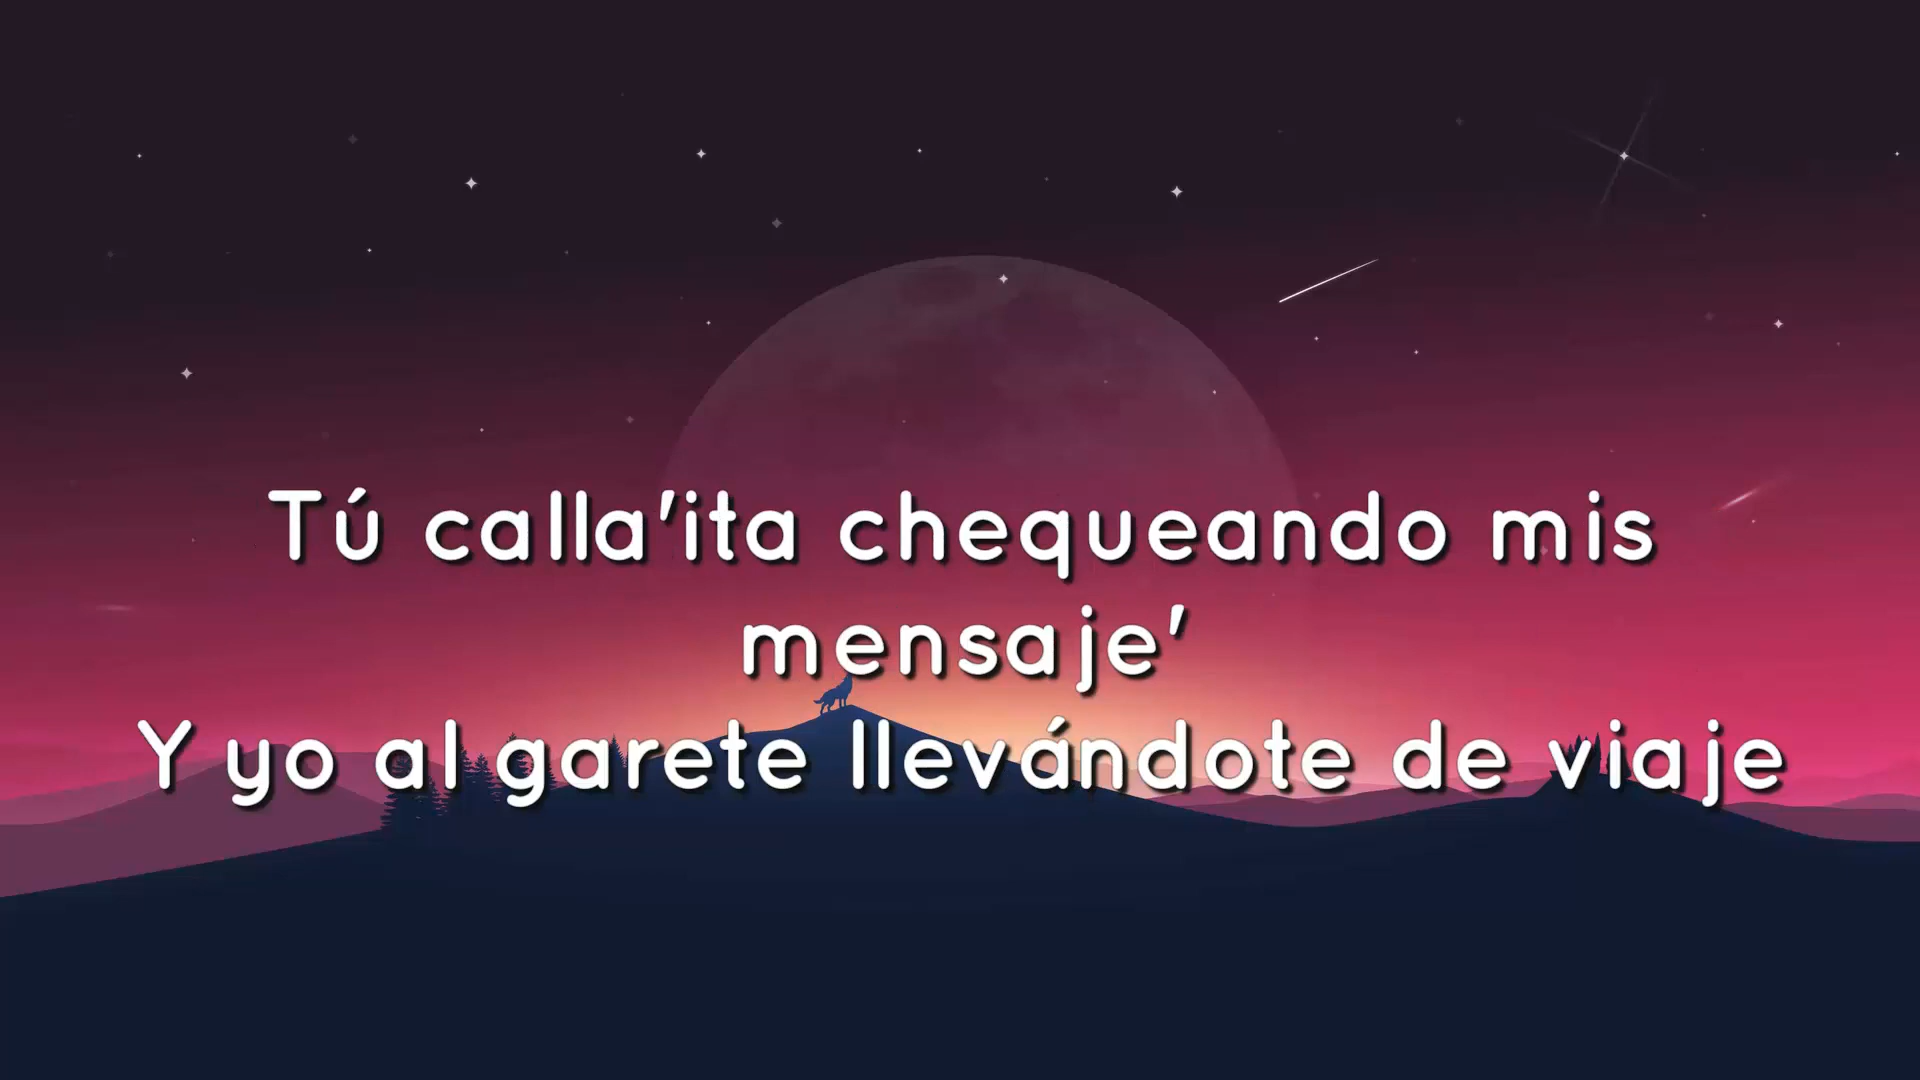 Tú calla'ita chequeando mis
mensaje'
Y yo al garete llevándote de viaje